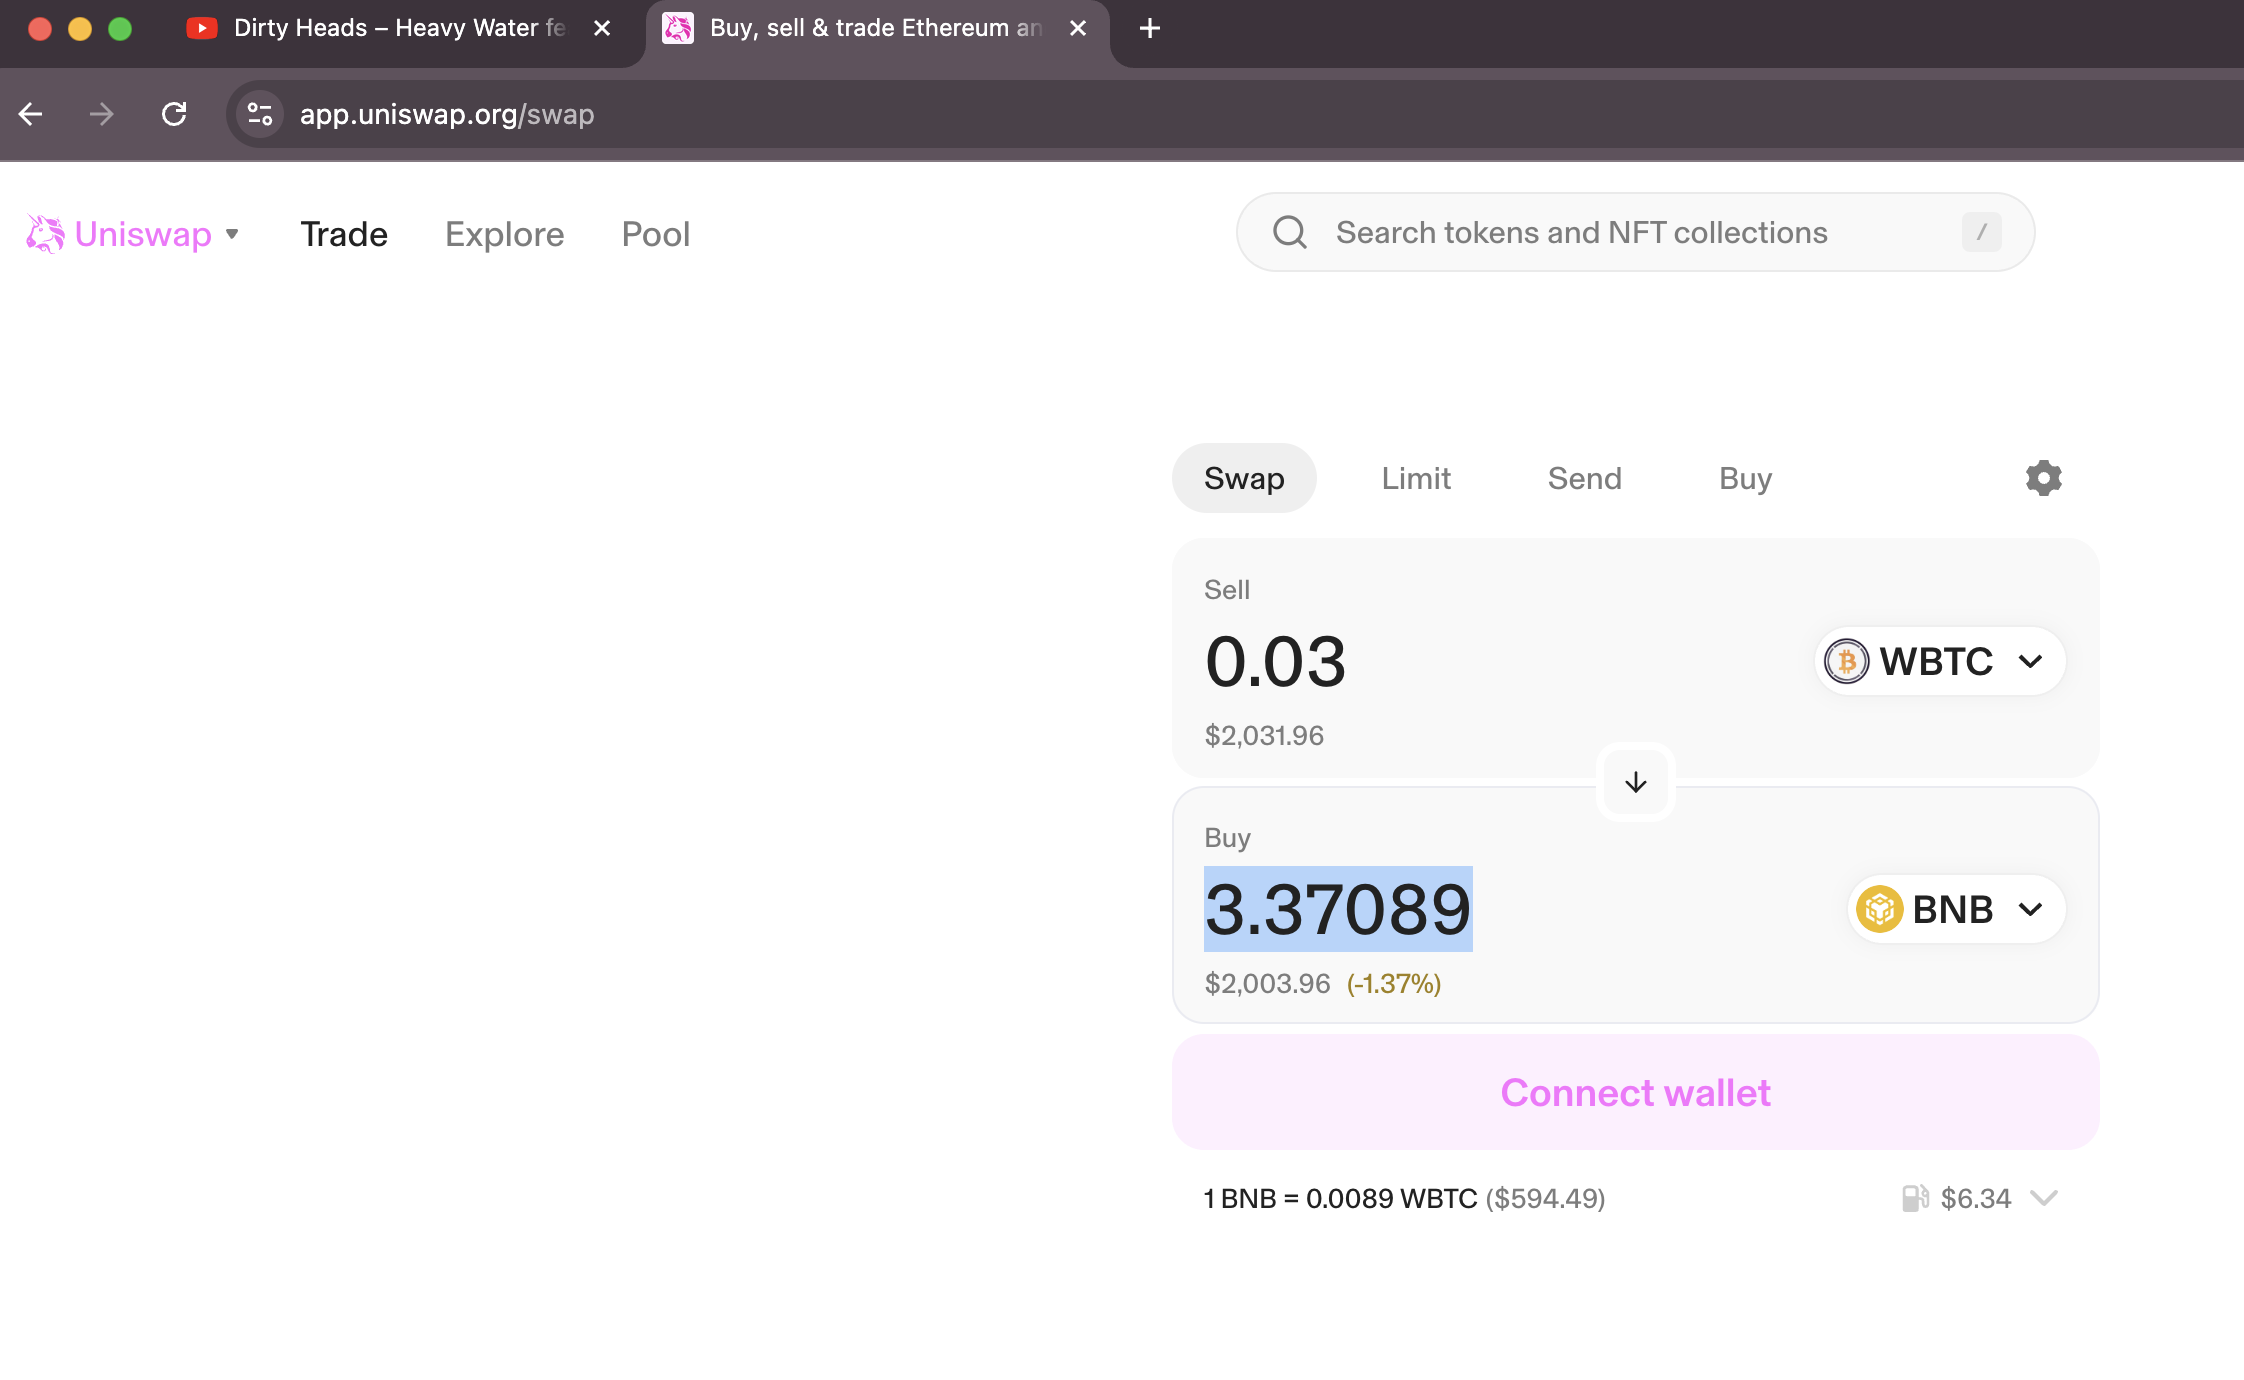 Dirty Heads – Heavy Water fe
Buy, sell & trade Ethereum an
app.uniswap.org/swap
Uniswap
Trade
Explore
Pool
Search tokens and NFT collections
/
Swap
Limit
Send
Buy
Sell
0.03
WBTC
$2,031.96
Buy
3.37089
BNB
$2,003.96 (-1.37%)
Connect wallet
1 BNB = 0.0089 WBTC ($594.49)
$6.34